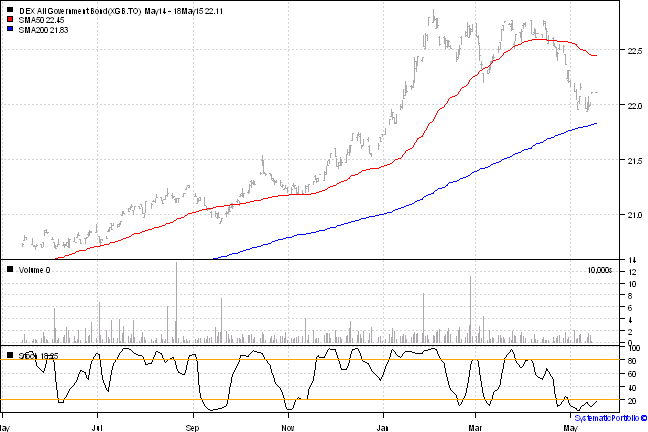 DEX All Government Bond(XGB.TO) May14 - 18May15 22.11
SMA50 22.45
SMA200 21.83
22.5
22.0
21.5
21.0
14
Volume 0
10,000s
12
10
8
6
4
2
0
100
80
60
40
20
May
Jul
Sep
Nov
Jan
Mar
May
SystematicPortfolio ©